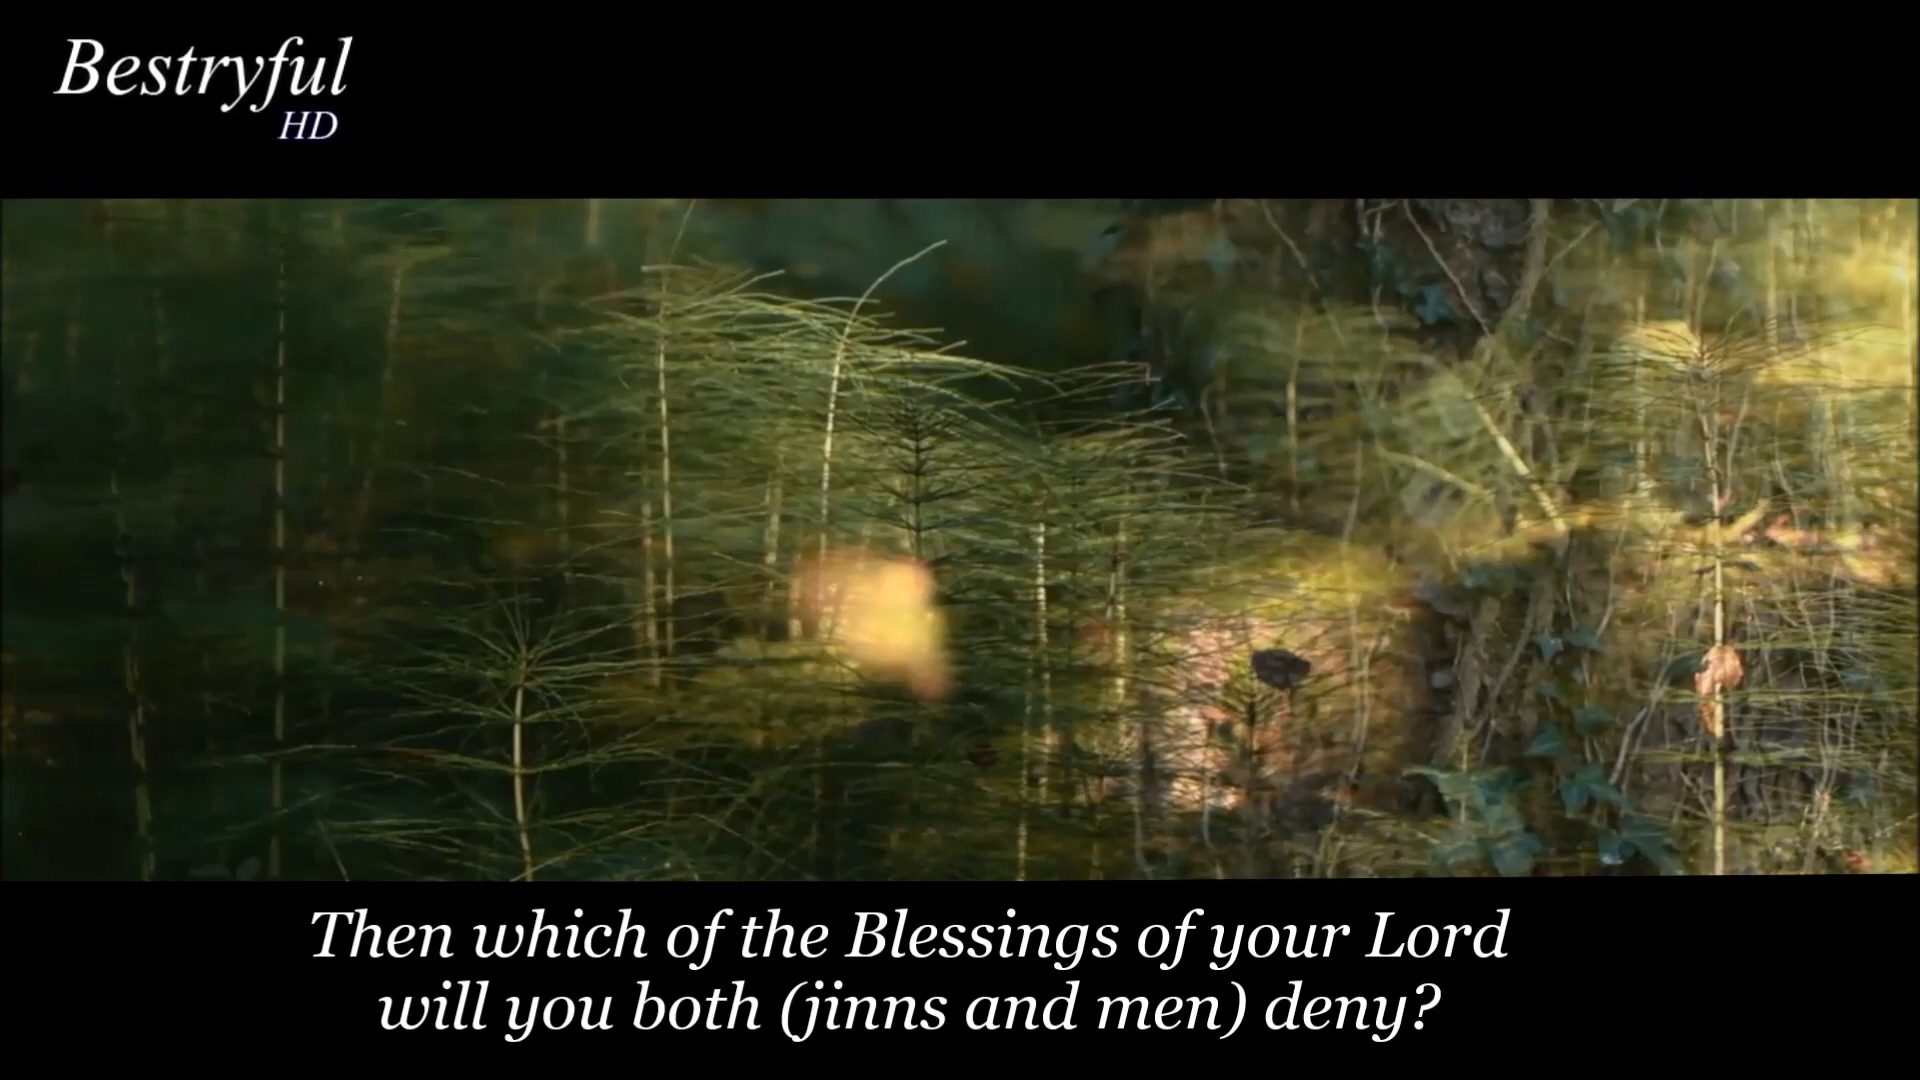 Bestryful
HD
Then which of the Blessings of your Lord
will you both (jinns and men) deny?